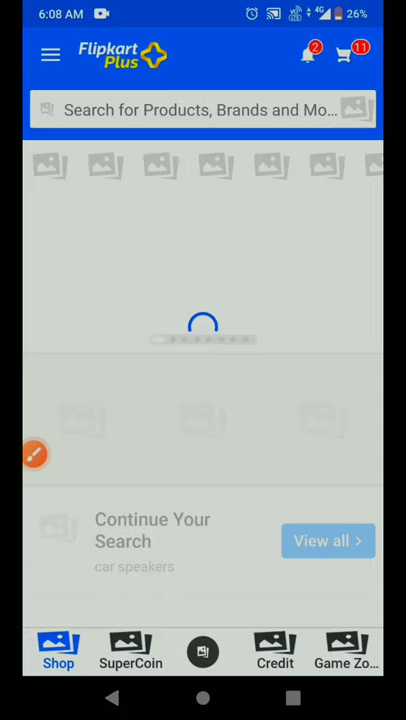 6:08 AM
4G
26%
Flipkart
Plus
2
11
Search for Products, Brands and Mo...
Continue Your
Search
View all
car speakers
Shop
SuperCoin
Credit
Game Zo...